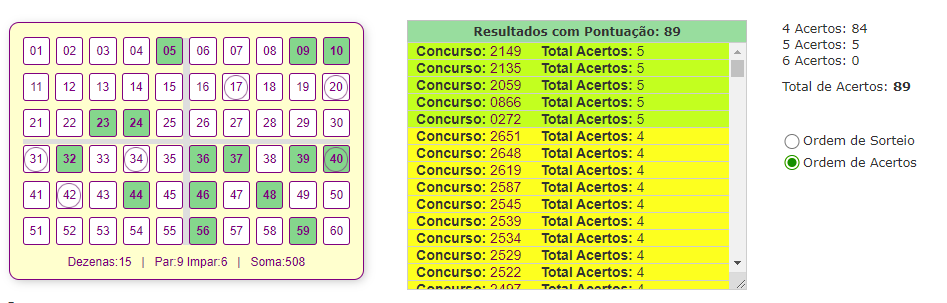 01 02 03 04 05 06 07 08 09 10
11 12 13 14 15 16 17 18 19 20
21 22 23 24 25 26 27 28 29 30
31 32 33 34 35 36 37 38 39 40
41 42 43 44 45 46 47 48 49 50
51 52 53 54 55 56 57 58 59 60
Dezenas:15 | Par:9 Impar:6 | Soma:508
Resultados com Pontuação: 89
Concurso: 2149 Total Acertos: 5
Concurso: 2135 Total Acertos: 5
Concurso: 2059 Total Acertos: 5
Concurso: 0866 Total Acertos: 5
Concurso: 0272 Total Acertos: 5
Concurso: 2651 Total Acertos: 4
Concurso: 2648 Total Acertos: 4
Concurso: 2619 Total Acertos: 4
Concurso: 2587 Total Acertos: 4
Concurso: 2545 Total Acertos: 4
Concurso: 2539 Total Acertos: 4
Concurso: 2534 Total Acertos: 4
Concurso: 2529 Total Acertos: 4
Concurso: 2522 Total Acertos: 4
Concurso: 2497 Total Acertos: 4
4 Acertos: 84
5 Acertos: 5
6 Acertos: 0
Total de Acertos: 89
Ordem de Sorteio
Ordem de Acertos